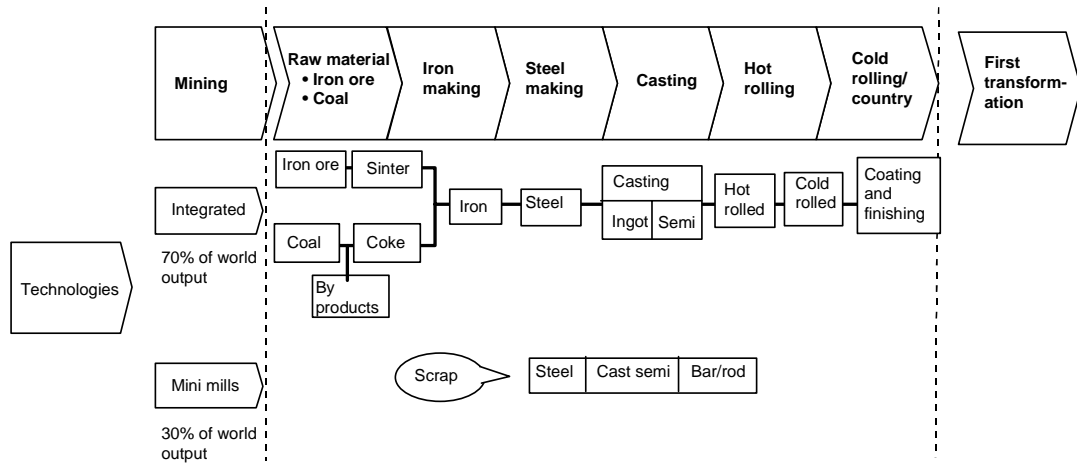 Mining
Raw material
• Iron ore
• Coal
Iron
making
Steel
making
Casting
Hot
rolling
Cold
rolling/
country
First
transform-
ation
Technologies
Integrated
70% of world
output
Iron ore
Sinter
Coal
Coke
By
products
Iron
Steel
Casting
Ingot
Semi
Hot
rolled
Cold
rolled
Coating
and
finishing
Mini mills
30% of world
output
Scrap
Steel
Cast semi
Bar/rod